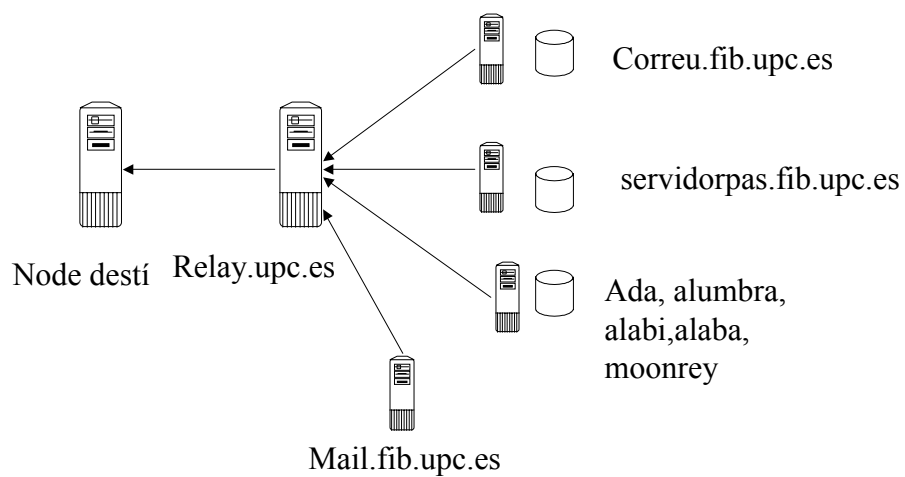 Correu.fib.upc.es
servidorpas.fib.upc.es
Node destí
Relay.upc.es
Ada, alumbra,
alabi,alaba,
moonrey
Mail.fib.upc.es